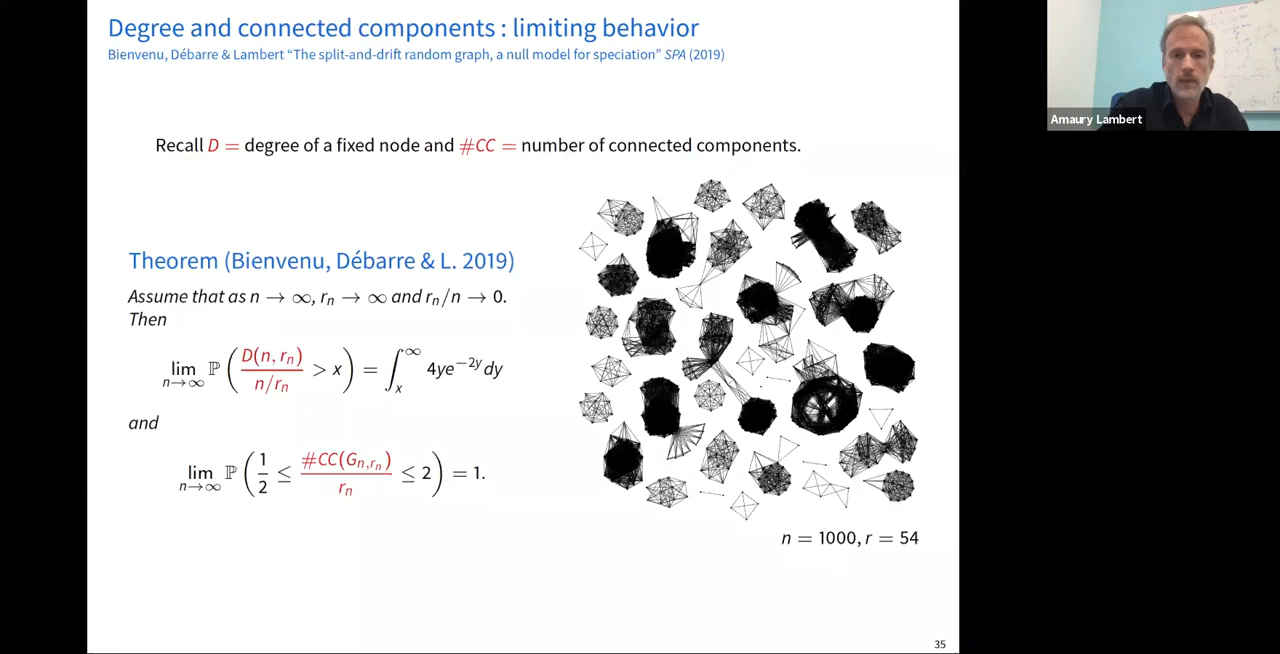 Degree and connected components : limiting behavior
Bienvenu, Débarre & Lambert “The split-and-drift random graph, a null model for speciation” SPA (2019)
Amaury Lambert
Recall D = degree of a fixed node and #CC = number of connected components.
Theorem (Bienvenu, Débarre & L. 2019)
Assume that as n → ∞, r_n → ∞ and r_n/n → 0.
Then
lim_{n→∞} ℙ ( D(n, r_n) / (n/r_n) > x ) = ∫_x^∞ 4ye^{−2y} dy
and
lim_{n→∞} ℙ ( 1/2 ≤ #CC(G_{n,r_n}) / r_n ≤ 2 ) = 1.
n = 1000, r = 54
35